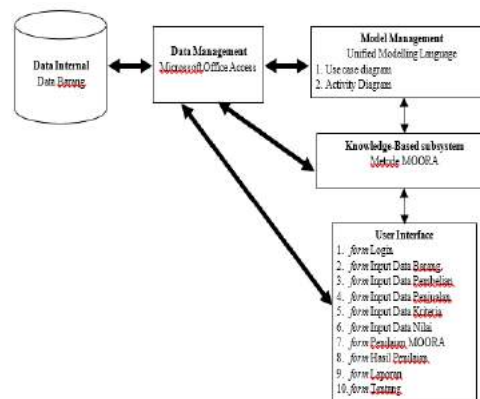 Data Internal
Data Barang
Data Management
Microsoft Office Access
Model Management
Unified Modelling Language
1. Use case diagram
2. Activity Diagram
Knowledge-Based subsystem
Metode MOORA
User Interface
1. form Login
2. form Input Data Barang
3. form Input Data Pembelian
4. form Input Data Penjualan
5. form Input Data Kriteria
6. form Input Data Nilai
7. form Penilaian MOORA
8. form Hasil Penilaian
9. form Laporan
10. form Tentang